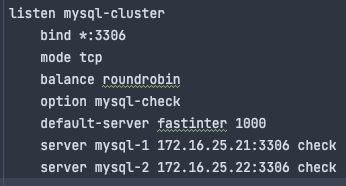 listen mysql-cluster
    bind *:3306
    mode tcp
    balance roundrobin
    option mysql-check
    default-server fastinter 1000
    server mysql-1 172.16.25.21:3306 check
    server mysql-2 172.16.25.22:3306 check